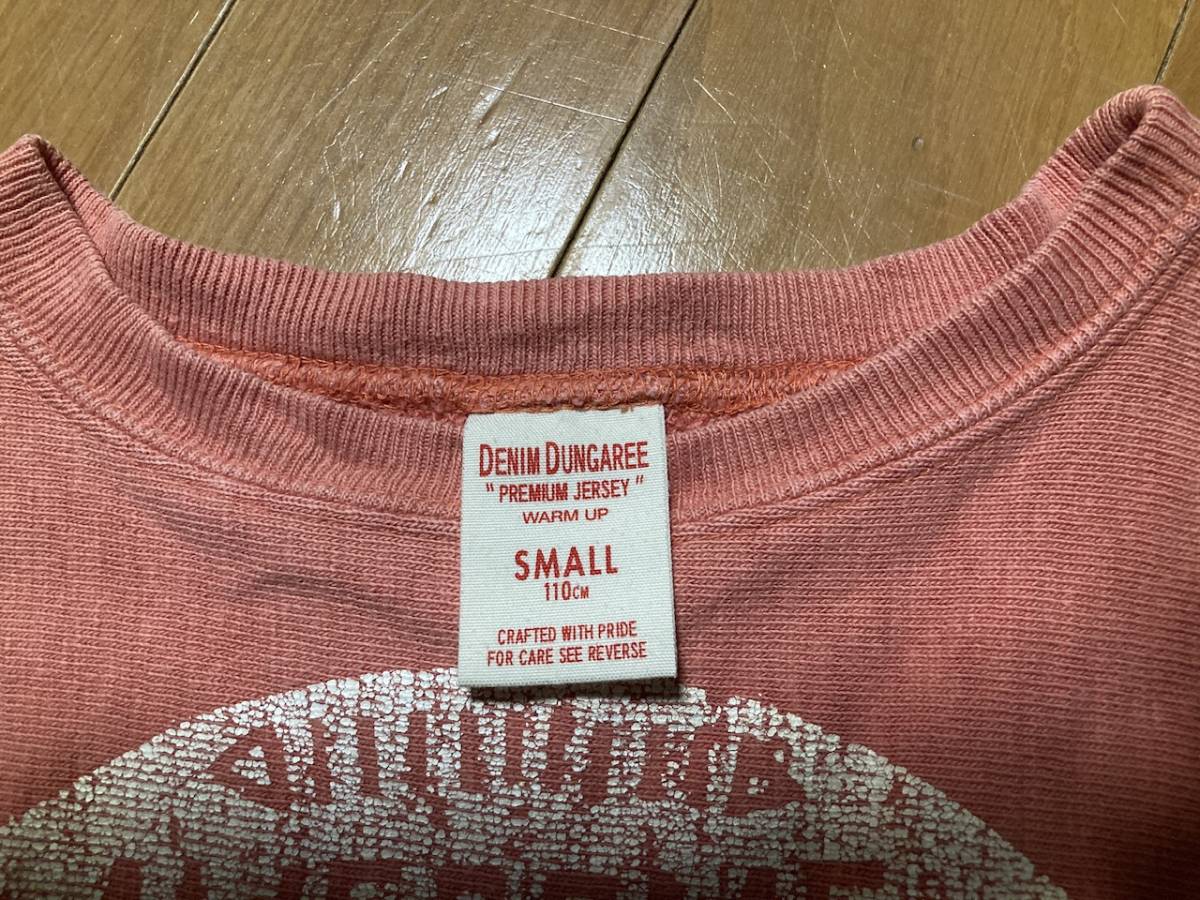 DENIM DUNGAREE
" PREMIUM JERSEY "
WARM UP
SMALL
110CM
CRAFTED WITH PRIDE
FOR CARE SEE REVERSE